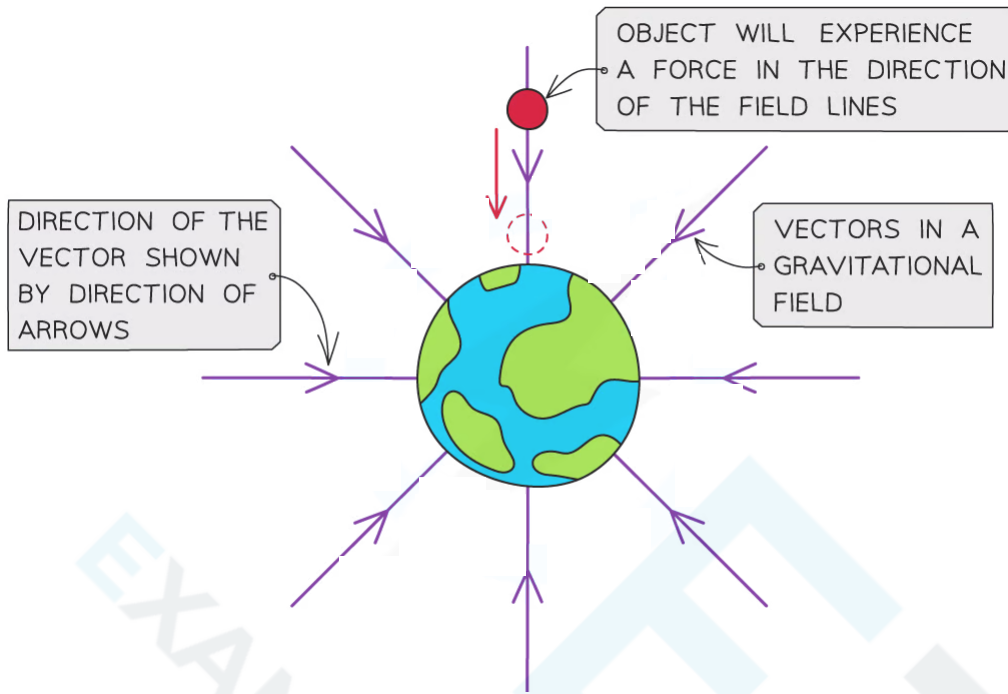 OBJECT WILL EXPERIENCE
A FORCE IN THE DIRECTION
OF THE FIELD LINES
DIRECTION OF THE
VECTOR SHOWN
BY DIRECTION OF
ARROWS
VECTORS IN A
GRAVITATIONAL
FIELD
EXAM